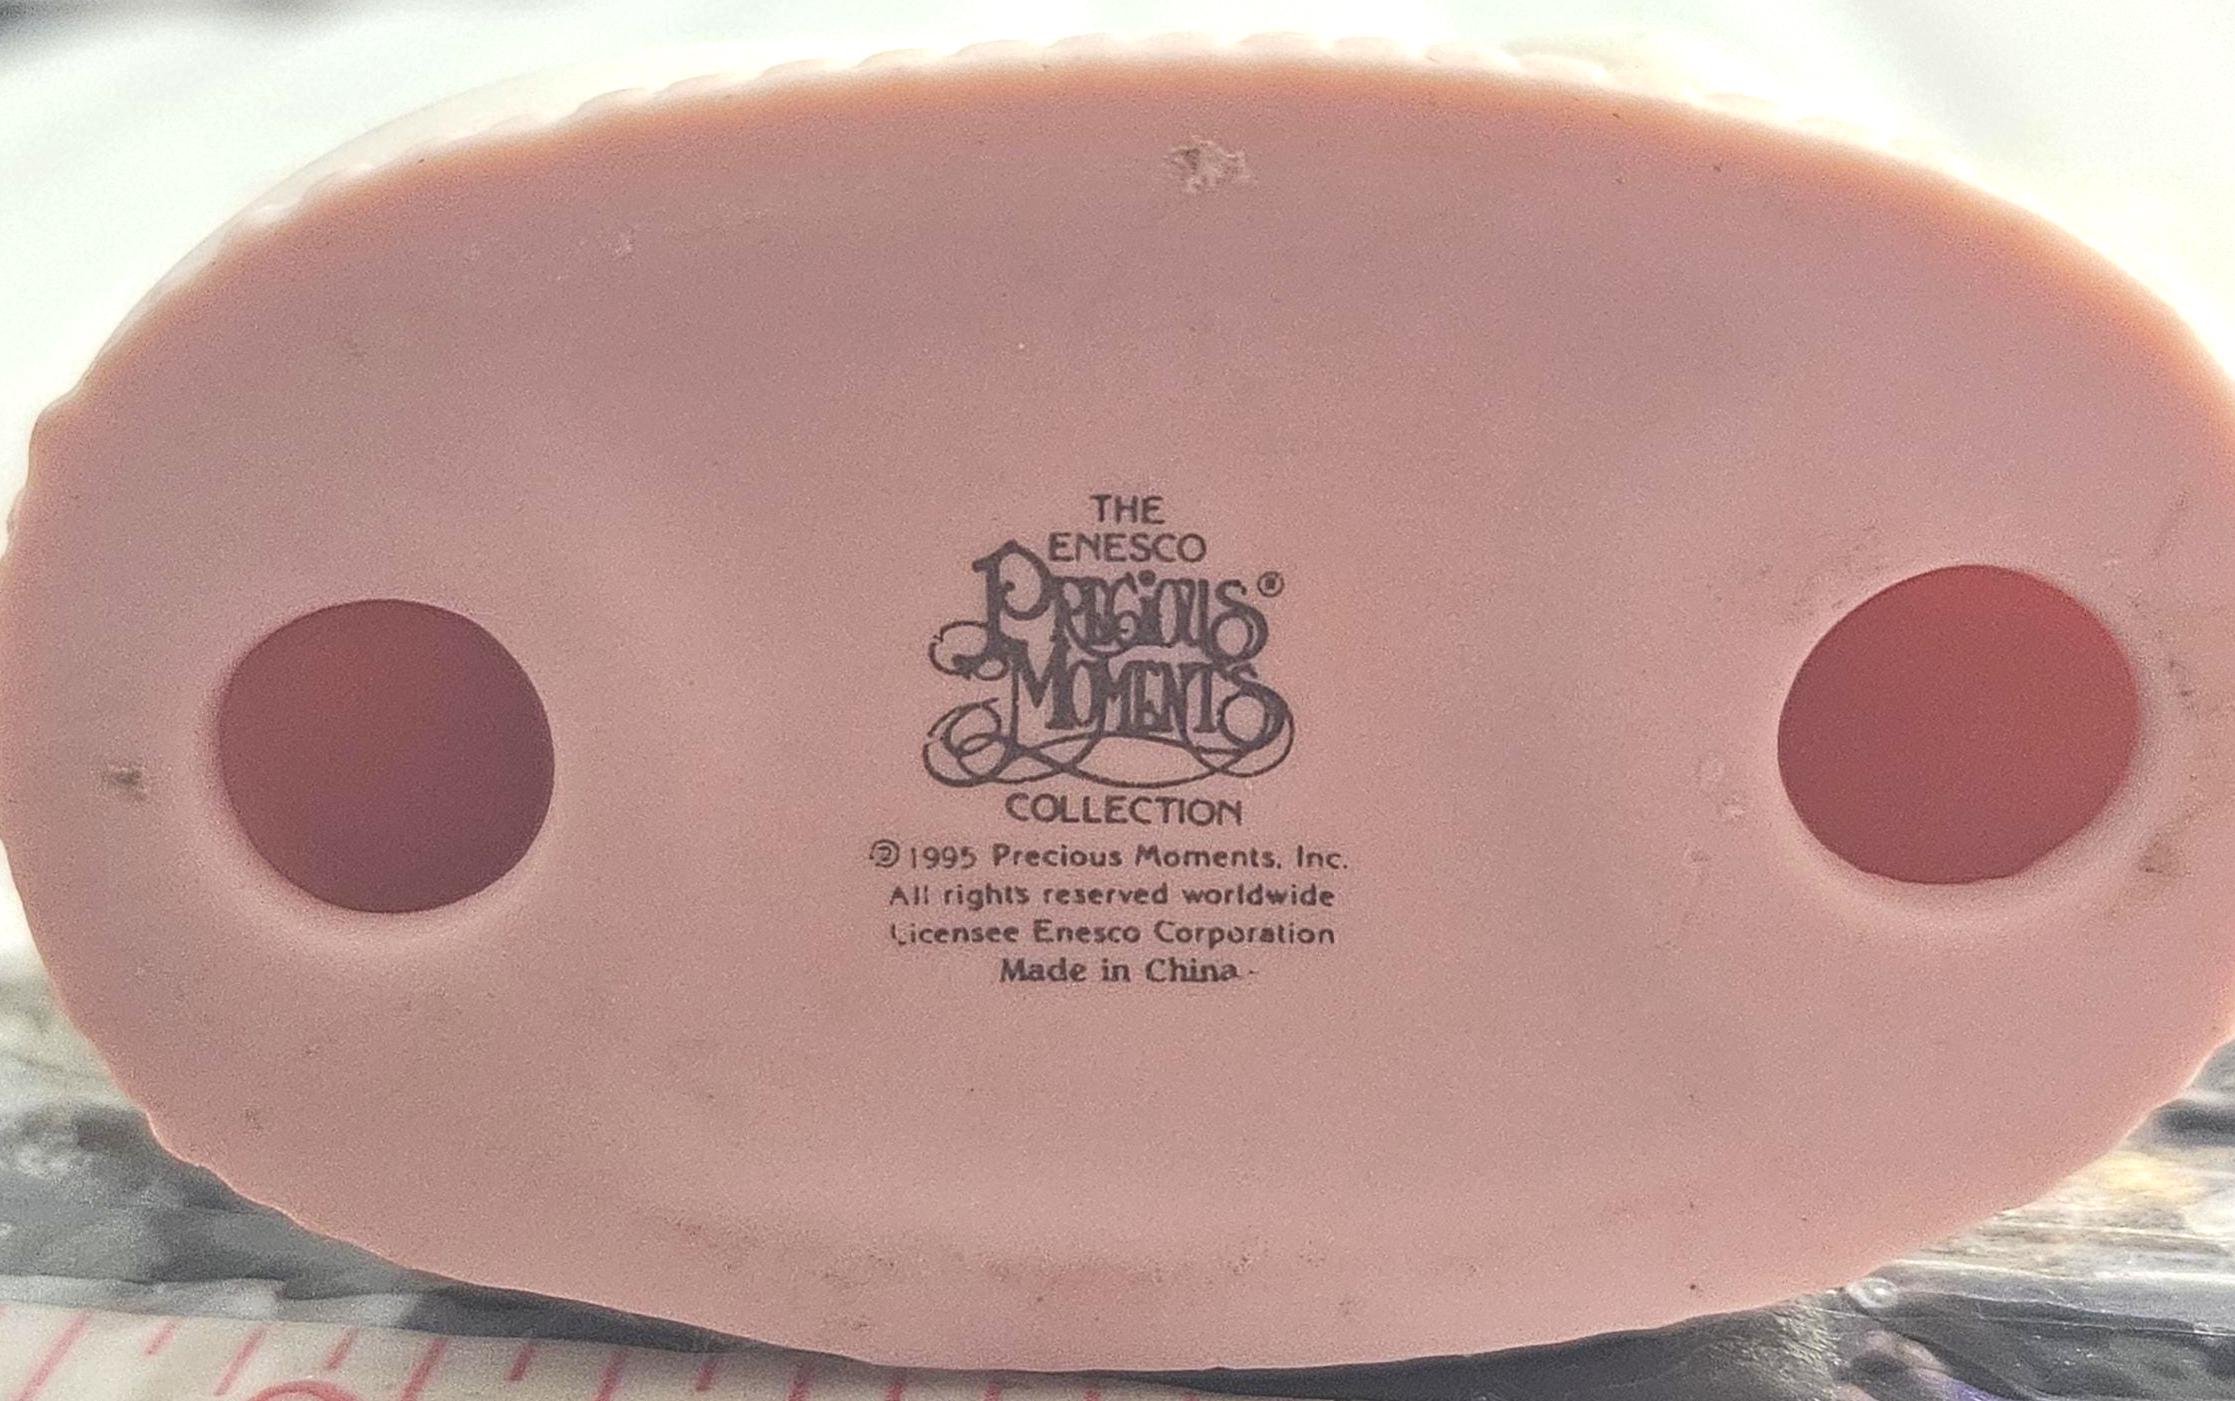 THE
ENESCO
PRECIOUS®
MOMENTS
COLLECTION
©1995 Precious Moments, Inc.
All rights reserved worldwide
Licensee Enesco Corporation
Made in China